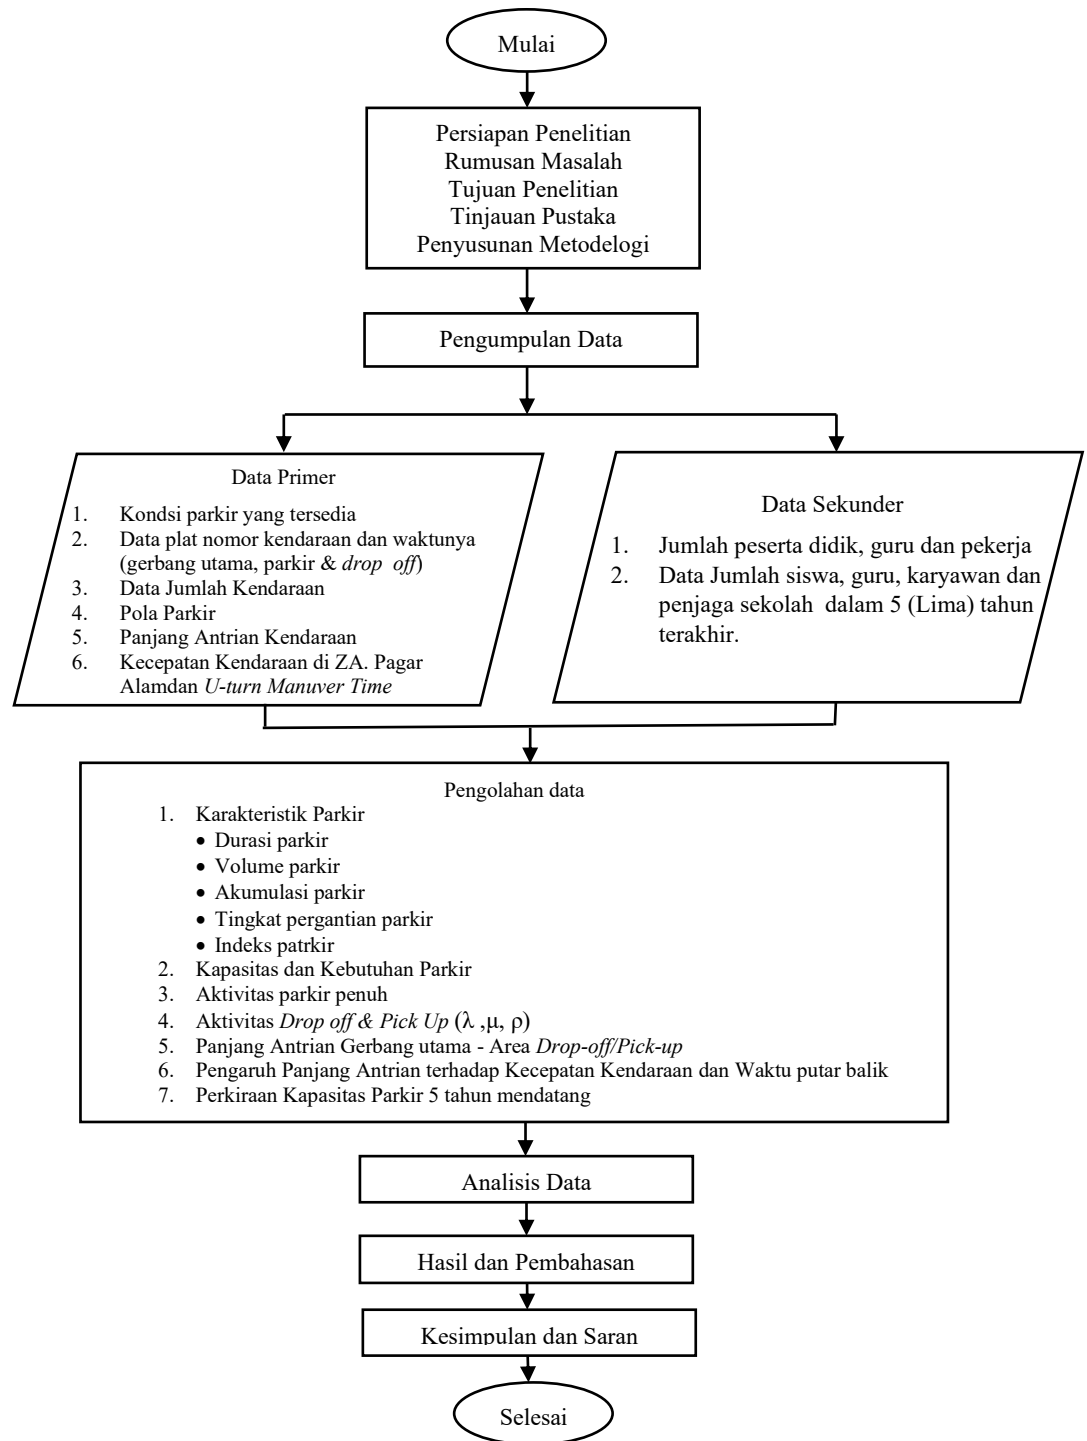 Mulai
Persiapan Penelitian
Rumusan Masalah
Tujuan Penelitian
Tinjauan Pustaka
Penyusunan Metodelogi
Pengumpulan Data
Data Primer
1. Kondsi parkir yang tersedia
2. Data plat nomor kendaraan dan waktunya
(gerbang utama, parkir & drop off)
3. Data Jumlah Kendaraan
4. Pola Parkir
5. Panjang Antrian Kendaraan
6. Kecepatan Kendaraan di ZA. Pagar
Alamdan U-turn Manuver Time
Data Sekunder
1. Jumlah peserta didik, guru dan pekerja
2. Data Jumlah siswa, guru, karyawan dan
penjaga sekolah dalam 5 (Lima) tahun
terakhir.
Pengolahan data
1. Karakteristik Parkir
• Durasi parkir
• Volume parkir
• Akumulasi parkir
• Tingkat pergantian parkir
• Indeks patrkir
2. Kapasitas dan Kebutuhan Parkir
3. Aktivitas parkir penuh
4. Aktivitas Drop off & Pick Up (λ ,μ, ρ)
5. Panjang Antrian Gerbang utama - Area Drop-off/Pick-up
6. Pengaruh Panjang Antrian terhadap Kecepatan Kendaraan dan Waktu putar balik
7. Perkiraan Kapasitas Parkir 5 tahun mendatang
Analisis Data
Hasil dan Pembahasan
Kesimpulan dan Saran
Selesai